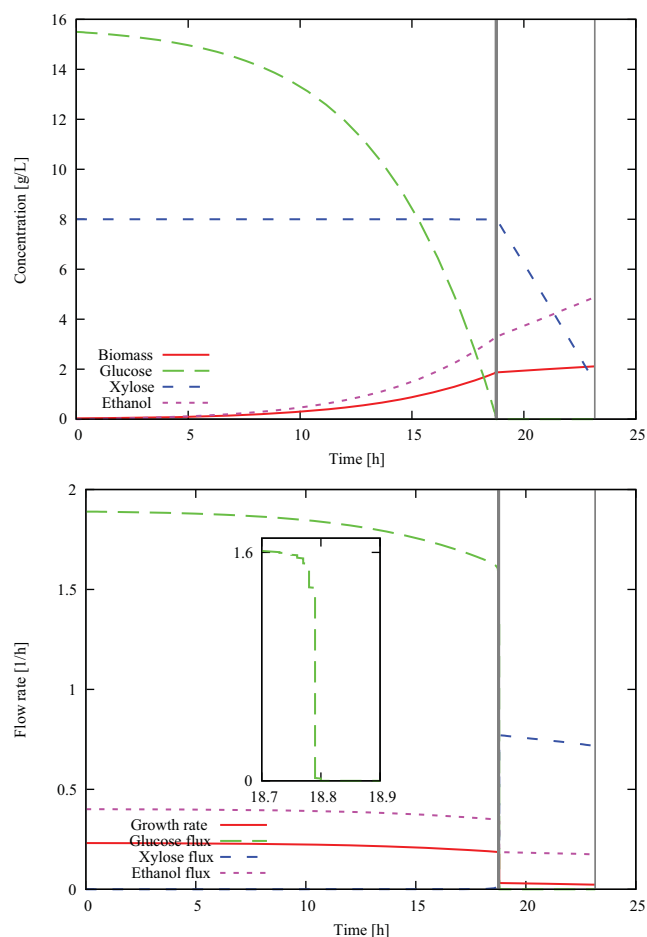 16
14
12
10
8
6
4
2
0
Concentration [g/L]
Biomass
Glucose
Xylose
Ethanol
0 5 10 15 20 25
Time [h]
2
1.5
1
0.5
0
Flow rate [1/h]
1.6
0
18.7 18.8 18.9
Growth rate
Glucose flux
Xylose flux
Ethanol flux
0 5 10 15 20 25
Time [h]